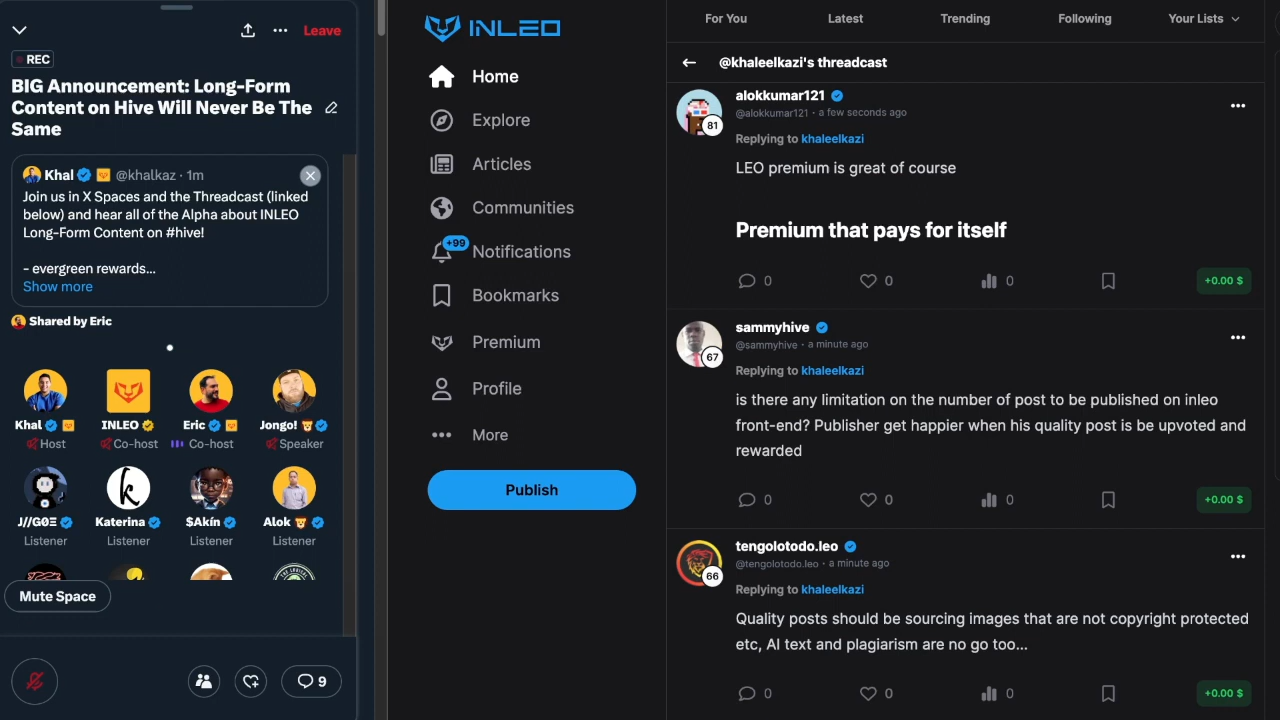 Leave
REC
BIG Announcement: Long-Form
Content on Hive Will Never Be The
Same
Khal @khalkaz · 1m
Join us in X Spaces and the Threadcast (linked
below) and hear all of the Alpha about INLEO
Long-Form Content on #hive!
- evergreen rewards...
Show more
Shared by Eric
Khal INLEO Eric Jongo!
Host Co-host Co-host Speaker
J//GØΞ Katerina $Akín Alok
Listener Listener Listener Listener
Mute Space
9
INLEO
Home
Explore
Articles
Communities
+99
Notifications
Bookmarks
Premium
Profile
More
Publish
For You Latest Trending Following Your Lists
@khaleelkazi's threadcast
alokkumar121
81
@alokkumar121 · a few seconds ago
Replying to khaleelkazi
LEO premium is great of course
Premium that pays for itself
0 0 0 +0.00 $
sammyhive
67
@sammyhive · a minute ago
Replying to khaleelkazi
is there any limitation on the number of post to be published on inleo
front-end? Publisher get happier when his quality post is be upvoted and
rewarded
0 0 0 +0.00 $
tengolotodo.leo
66
@tengolotodo.leo · a minute ago
Replying to khaleelkazi
Quality posts should be sourcing images that are not copyright protected
etc, AI text and plagiarism are no go too...
0 0 0 +0.00 $